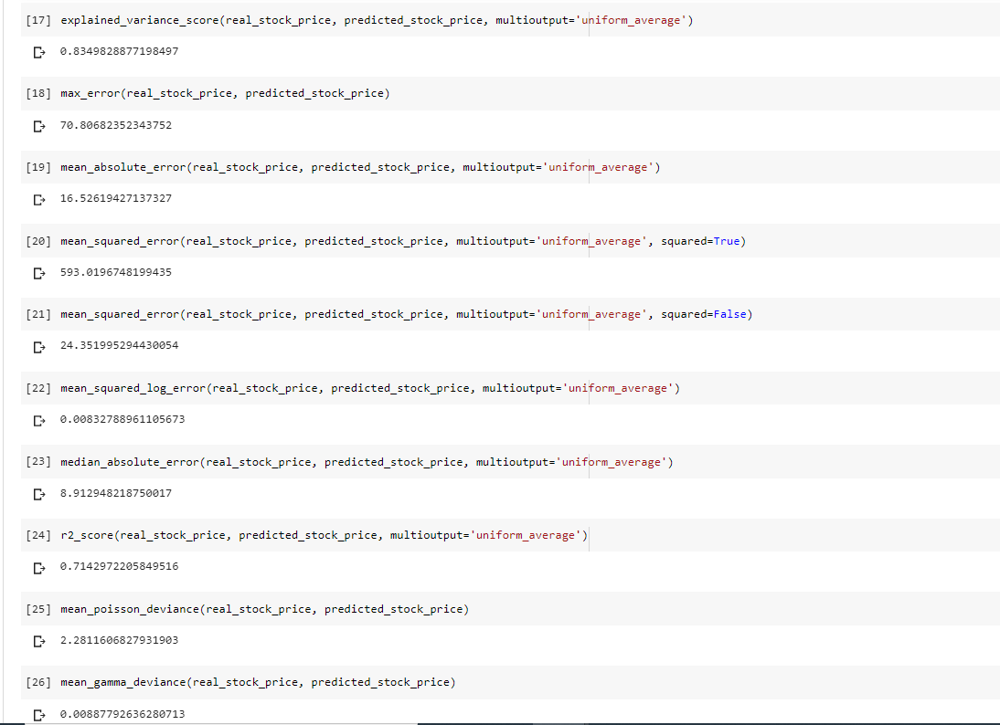 [17] explained_variance_score(real_stock_price, predicted_stock_price, multioutput='uniform_average')
0.8349828877198497
[18] max_error(real_stock_price, predicted_stock_price)
70.80682352343752
[19] mean_absolute_error(real_stock_price, predicted_stock_price, multioutput='uniform_average')
16.52619427137327
[20] mean_squared_error(real_stock_price, predicted_stock_price, multioutput='uniform_average', squared=True)
593.0196748199435
[21] mean_squared_error(real_stock_price, predicted_stock_price, multioutput='uniform_average', squared=False)
24.351995294430054
[22] mean_squared_log_error(real_stock_price, predicted_stock_price, multioutput='uniform_average')
0.00832788961105673
[23] median_absolute_error(real_stock_price, predicted_stock_price, multioutput='uniform_average')
8.912948218750017
[24] r2_score(real_stock_price, predicted_stock_price, multioutput='uniform_average')
0.7142972205849516
[25] mean_poisson_deviance(real_stock_price, predicted_stock_price)
2.2811606827931903
[26] mean_gamma_deviance(real_stock_price, predicted_stock_price)
0.00887792636280713